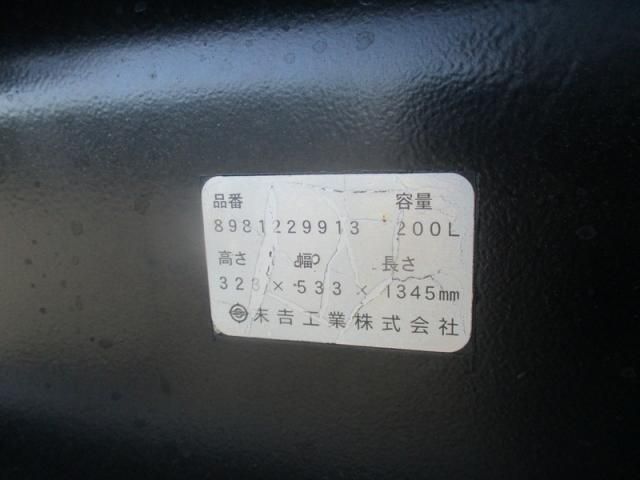 品番 容量
8981229913 200L
高さ 幅 長さ
323 × 533 × 1345mm
末吉工業株式会社